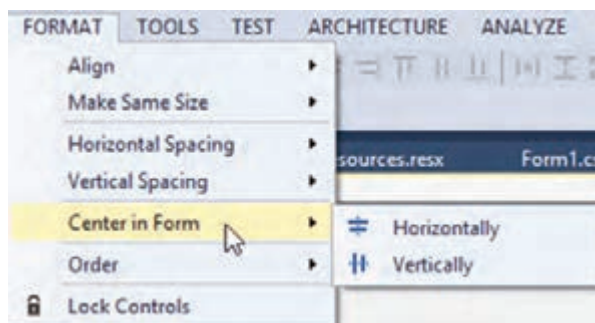 FORMAT TOOLS TEST ARCHITECTURE ANALYZE
Align
Make Same Size
Horizontal Spacing
sources.resx Form1.cs
Vertical Spacing
Center in Form
Horizontally
Order
Vertically
Lock Controls